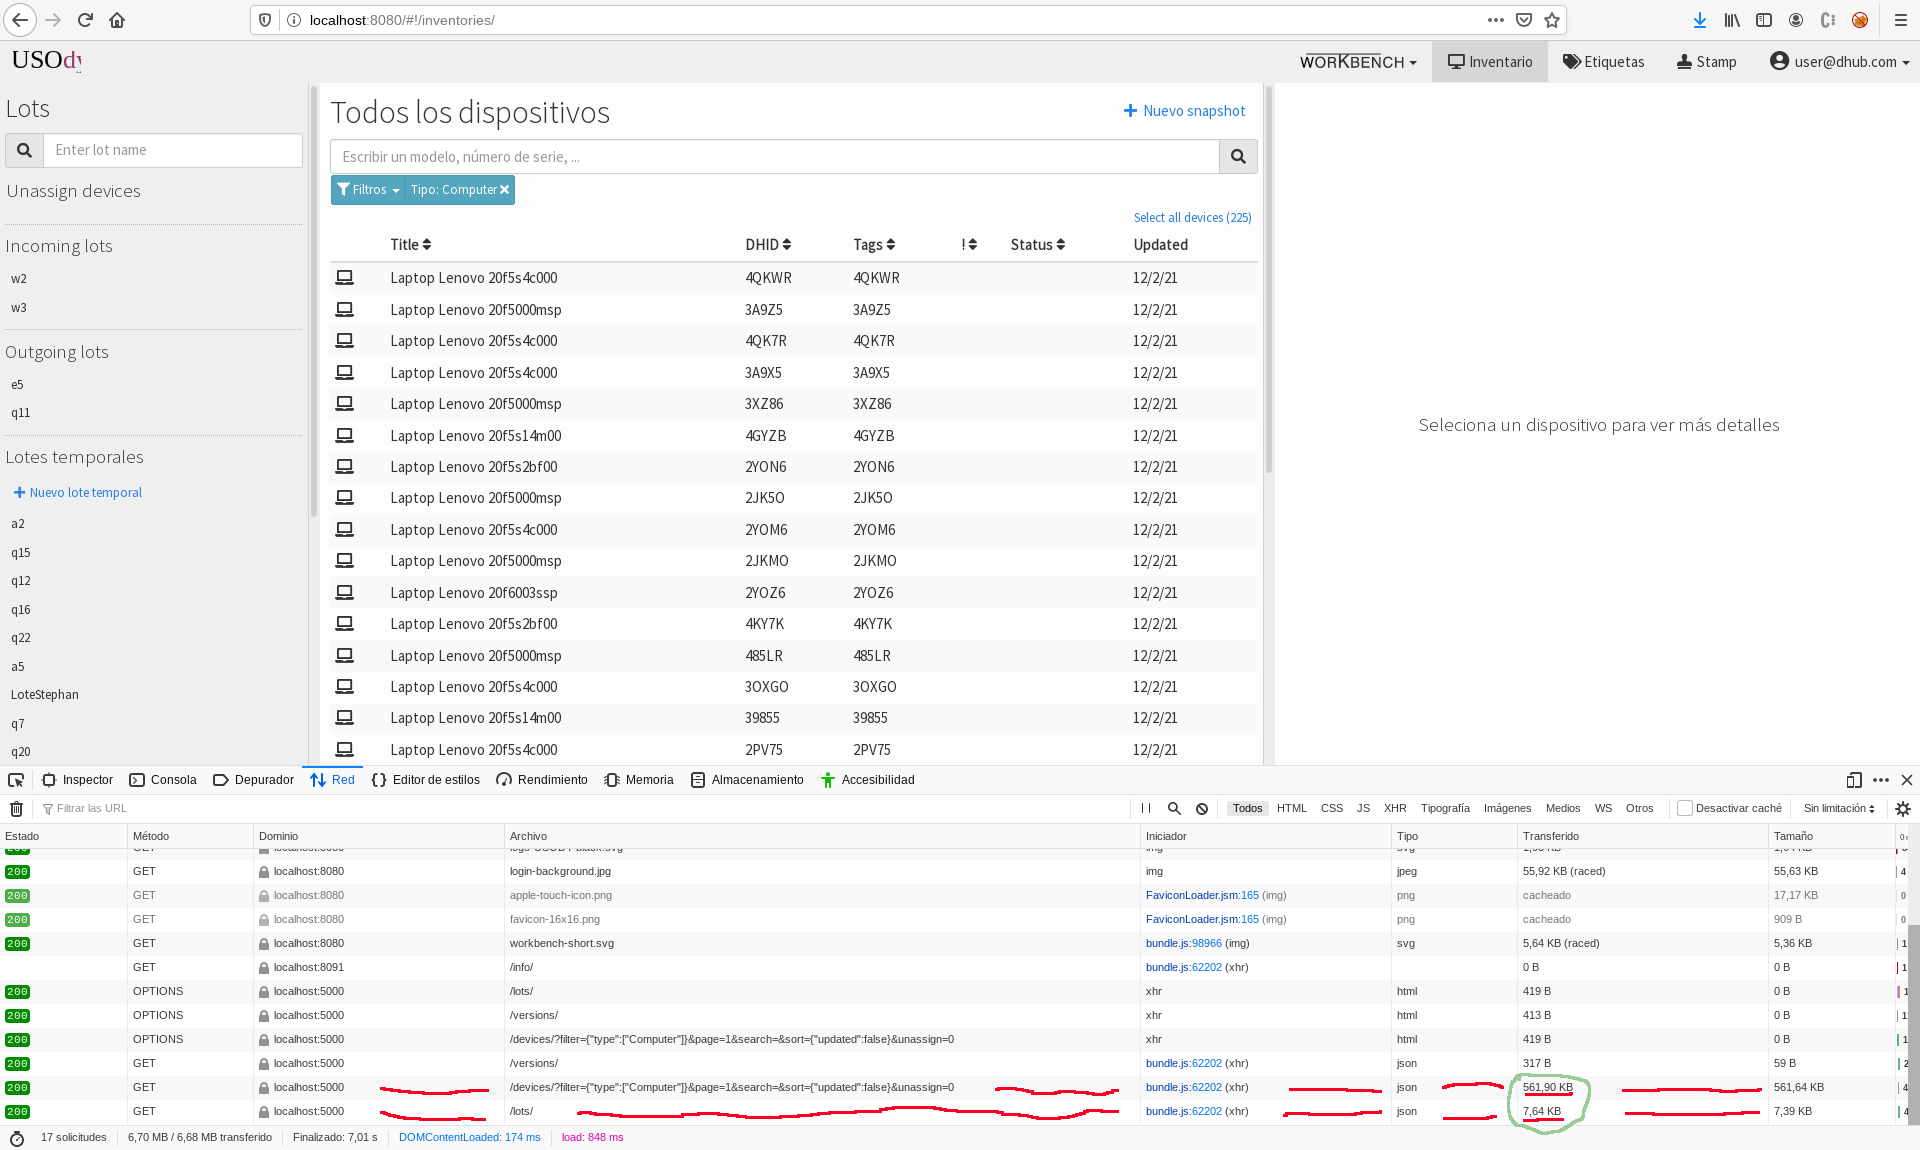 localhost:8080/#!/inventories/
USOdy
WORKBENCH
Inventario
Etiquetas
Stamp
user@dhub.com
Lots
Enter lot name
Unassign devices
Incoming lots
w2
w3
Outgoing lots
e5
q11
Lotes temporales
Nuevo lote temporal
a2
q15
q12
q16
q22
a5
LoteStephan
q7
q20
Todos los dispositivos
Nuevo snapshot
Escribir un modelo, número de serie, ...
Filtros Tipo: Computer
Select all devices (225)
Title DHID Tags ! Status Updated
Laptop Lenovo 20f5s4c000 4QKWR 4QKWR 12/2/21
Laptop Lenovo 20f5000msp 3A9Z5 3A9Z5 12/2/21
Laptop Lenovo 20f5s4c000 4QK7R 4QK7R 12/2/21
Laptop Lenovo 20f5s4c000 3A9X5 3A9X5 12/2/21
Laptop Lenovo 20f5000msp 3XZ86 3XZ86 12/2/21
Laptop Lenovo 20f5s14m00 4GYZB 4GYZB 12/2/21
Laptop Lenovo 20f5s2bf00 2YON6 2YON6 12/2/21
Laptop Lenovo 20f5000msp 2JK5O 2JK5O 12/2/21
Laptop Lenovo 20f5s4c000 2YOM6 2YOM6 12/2/21
Laptop Lenovo 20f5000msp 2JKMO 2JKMO 12/2/21
Laptop Lenovo 20f6003ssp 2YOZ6 2YOZ6 12/2/21
Laptop Lenovo 20f5s2bf00 4KY7K 4KY7K 12/2/21
Laptop Lenovo 20f5000msp 485LR 485LR 12/2/21
Laptop Lenovo 20f5s4c000 3OXGO 3OXGO 12/2/21
Laptop Lenovo 20f5s14m00 39855 39855 12/2/21
Laptop Lenovo 20f5s4c000 2PV75 2PV75 12/2/21
Selecciona un dispositivo para ver más detalles
Inspector Consola Depurador Red Editor de estilos Rendimiento Memoria Almacenamiento Accesibilidad
Filtrar las URL
Todos HTML CSS JS XHR Tipografía Imágenes Medios WS Otros Desactivar caché Sin limitación
Estado Método Dominio Archivo Iniciador Tipo Transferido Tamaño
200 GET localhost:8080 login-background.jpg img jpeg 55,92 KB (raced) 55,63 KB
200 GET localhost:8080 apple-touch-icon.png FaviconLoader.jsm:165 (img) png cacheado 17,17 KB
200 GET localhost:8080 favicon-16x16.png FaviconLoader.jsm:165 (img) png cacheado 909 B
200 GET localhost:8080 workbench-short.svg bundle.js:98966 (img) svg 5,64 KB (raced) 5,36 KB
GET localhost:8091 /info/ bundle.js:62202 (xhr) 0 B 0 B
200 OPTIONS localhost:5000 /lots/ xhr html 419 B 0 B
200 OPTIONS localhost:5000 /versions/ xhr html 413 B 0 B
200 OPTIONS localhost:5000 /devices/?filter={"type":["Computer"]}&page=1&search=&sort={"updated":false}&unassign=0 xhr html 419 B 0 B
200 GET localhost:5000 /versions/ bundle.js:62202 (xhr) json 317 B 59 B
200 GET localhost:5000 /devices/?filter={"type":["Computer"]}&page=1&search=&sort={"updated":false}&unassign=0 bundle.js:62202 (xhr) json 561,90 KB 561,64 KB
200 GET localhost:5000 /lots/ bundle.js:62202 (xhr) json 7,64 KB 7,39 KB
17 solicitudes 6,70 MB / 6,68 MB transferido Finalizado: 7,01 s DOMContentLoaded: 174 ms load: 848 ms